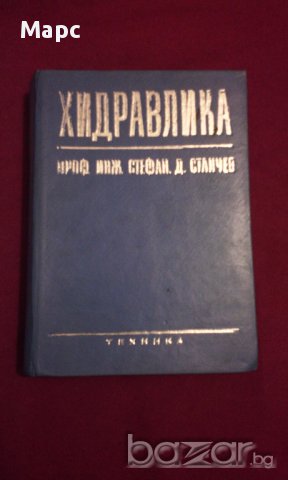 Марс
ХИДРАВЛИКА
ПРОФ. ИНЖ. СТЕФАН. Д. СТАНЧЕВ
ТЕХНИКА
bazar.bg